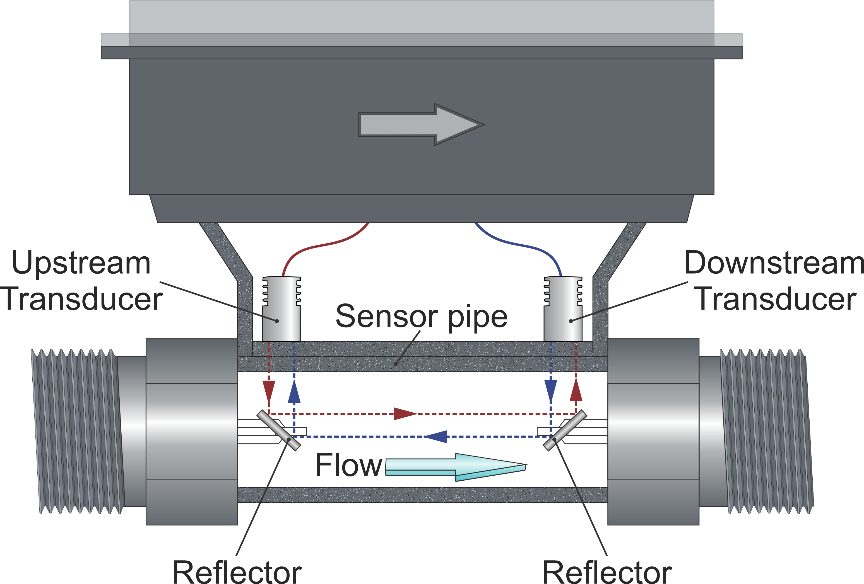 Upstream
Transducer
Downstream
Transducer
Sensor pipe
Flow
Reflector
Reflector